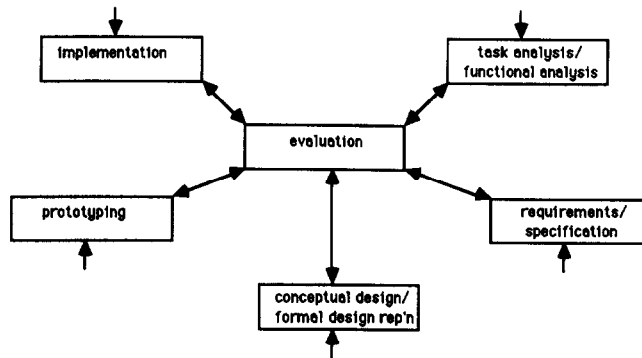 implementation
task analysis/
functional analysis
evaluation
prototyping
requirements/
specification
conceptual design/
formal design rep'n